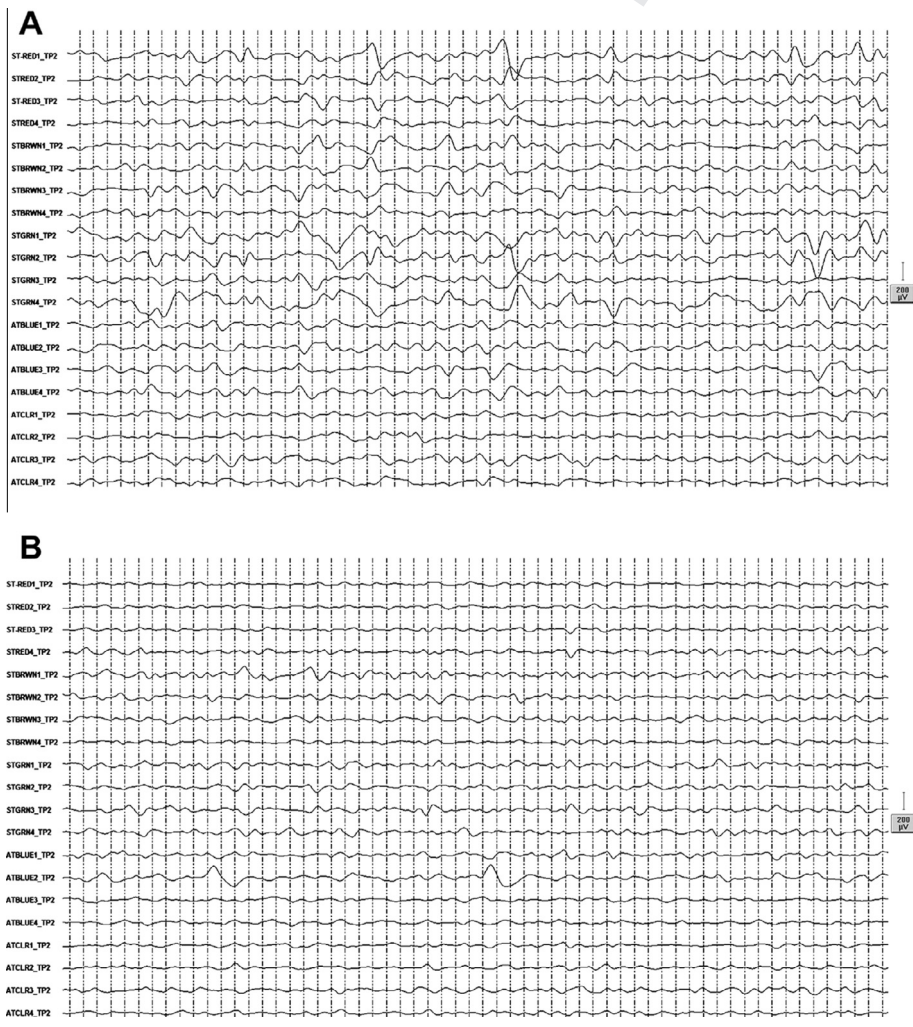 A
ST-RED1_TP2
STRED2_TP2
ST-RED3_TP2
STRED4_TP2
STBRWN1_TP2
STBRWN2_TP2
STBRWN3_TP2
STBRWN4_TP2
STGRN1_TP2
STGRN2_TP2
STGRN3_TP2
STGRN4_TP2
ATBLUE1_TP2
ATBLUE2_TP2
ATBLUE3_TP2
ATBLUE4_TP2
ATCLR1_TP2
ATCLR2_TP2
ATCLR3_TP2
ATCLR4_TP2
200
µV
B
ST-RED1_TP2
STRED2_TP2
ST-RED3_TP2
STRED4_TP2
STBRWN1_TP2
STBRWN2_TP2
STBRWN3_TP2
STBRWN4_TP2
STGRN1_TP2
STGRN2_TP2
STGRN3_TP2
STGRN4_TP2
ATBLUE1_TP2
ATBLUE2_TP2
ATBLUE3_TP2
ATBLUE4_TP2
ATCLR1_TP2
ATCLR2_TP2
ATCLR3_TP2
ATCLR4_TP2
200
µV